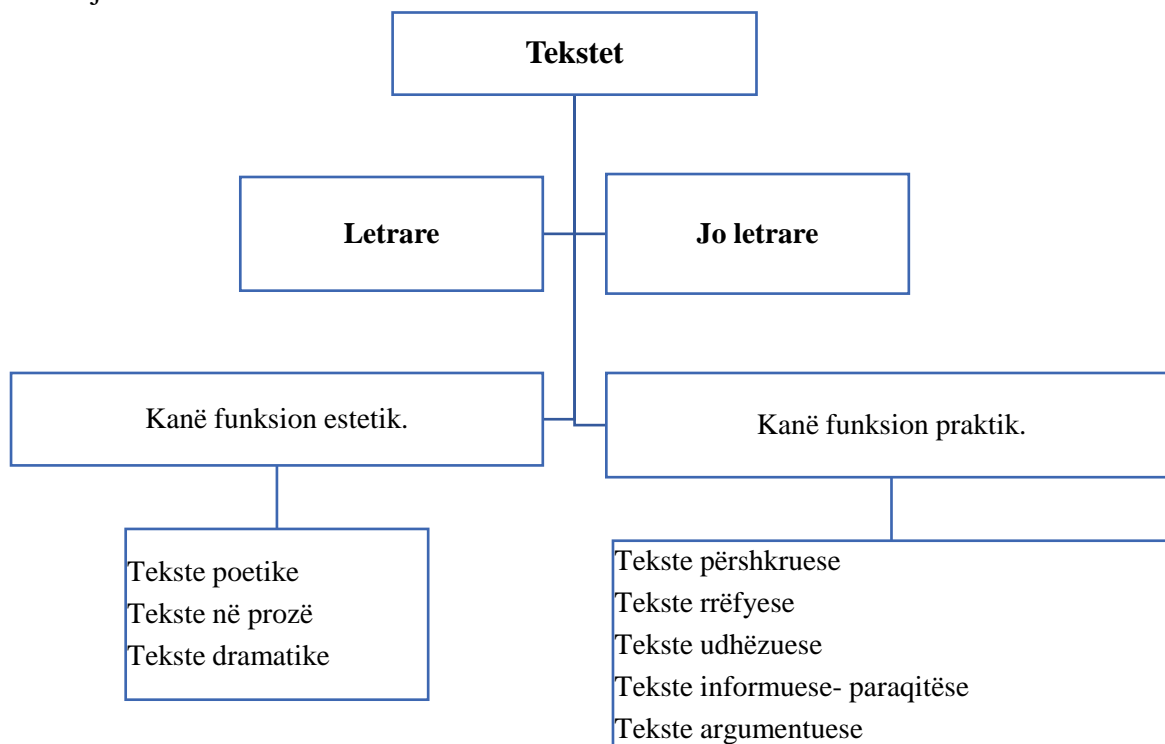 Tekstet
Letrare
Jo letrare
Kanë funksion estetik.
Kanë funksion praktik.
Tekste poetike
Tekste në prozë
Tekste dramatike
Tekste përshkruese
Tekste rrëfyese
Tekste udhëzuese
Tekste informuese- paraqitëse
Tekste argumentuese